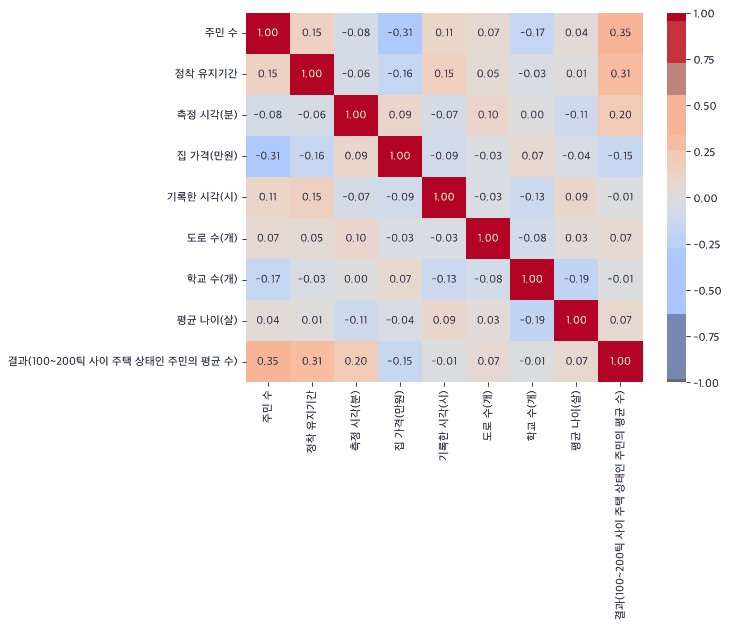 주민 수 1.00 0.15 -0.08 -0.31 0.11 0.07 -0.17 0.04 0.35
정착 유지기간 0.15 1.00 -0.06 -0.16 0.15 0.05 -0.03 0.01 0.31
측정 시각(분) -0.08 -0.06 1.00 0.09 -0.07 0.10 0.00 -0.11 0.20
집 가격(만원) -0.31 -0.16 0.09 1.00 -0.09 -0.03 0.07 -0.04 -0.15
기록한 시각(시) 0.11 0.15 -0.07 -0.09 1.00 -0.03 -0.13 0.09 -0.01
도로 수(개) 0.07 0.05 0.10 -0.03 -0.03 1.00 -0.08 0.03 0.07
학교 수(개) -0.17 -0.03 0.00 0.07 -0.13 -0.08 1.00 -0.19 -0.01
평균 나이(살) 0.04 0.01 -0.11 -0.04 0.09 0.03 -0.19 1.00 0.07
결과(100~200틱 사이 주택 상태인 주민의 평균 수) 0.35 0.31 0.20 -0.15 -0.01 0.07 -0.01 0.07 1.00
주민 수
정착 유지기간
측정 시각(분)
집 가격(만원)
기록한 시각(시)
도로 수(개)
학교 수(개)
평균 나이(살)
결과(100~200틱 사이 주택 상태인 주민의 평균 수)
1.00
0.75
0.50
0.25
0.00
-0.25
-0.50
-0.75
-1.00